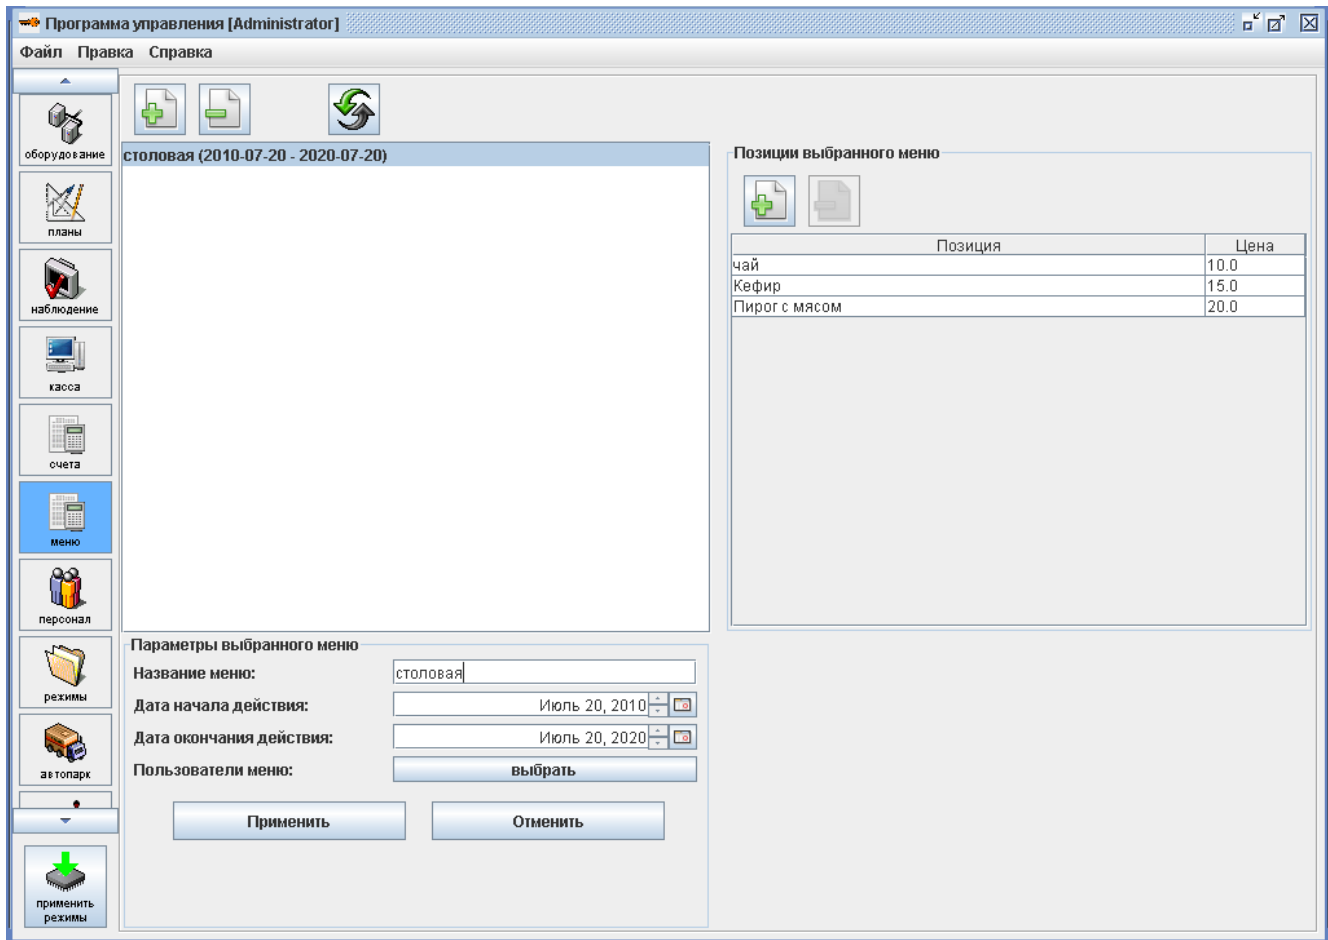 Программа управления [Administrator]
Файл Правка Справка
оборудование
планы
наблюдение
касса
счета
меню
персонал
режимы
автопарк
применить
режимы
столовая (2010-07-20 - 2020-07-20)
Параметры выбранного меню
Название меню: столовая
Дата начала действия: Июль 20, 2010
Дата окончания действия: Июль 20, 2020
Пользователи меню: выбрать
Применить Отменить
Позиции выбранного меню
Позиция Цена
чай 10.0
Кефир 15.0
Пирог с мясом 20.0